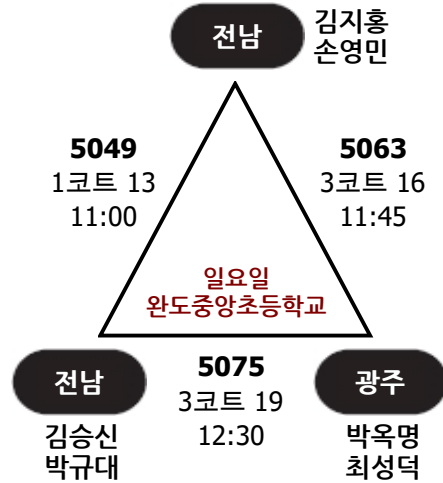 전남
김지홍
손영민
5049
1코트 13
11:00
5063
3코트 16
11:45
일요일
완도중앙초등학교
전남
김승신
박규대
5075
3코트 19
12:30
광주
박옥명
최성덕